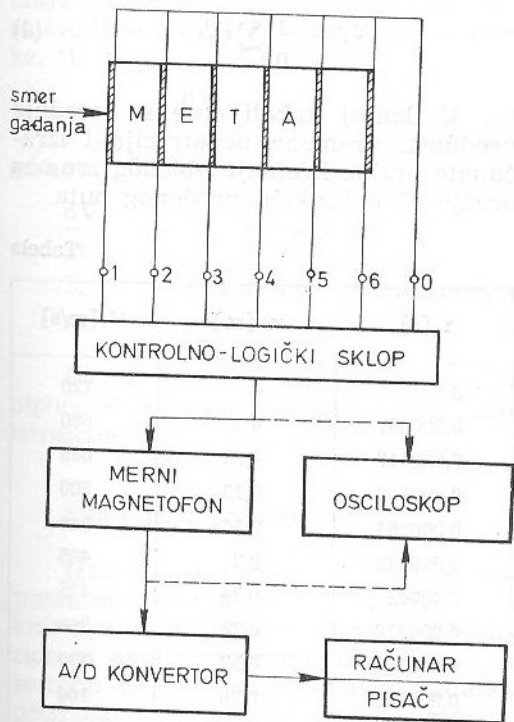 smer
gađanja
M E T A
1 2 3 4 5 6 0
KONTROLNO-LOGIČKI SKLOP
MERNI
MAGNETOFON
OSCILOSKOP
A/D KONVERTOR
RAČUNAR
PISAČ